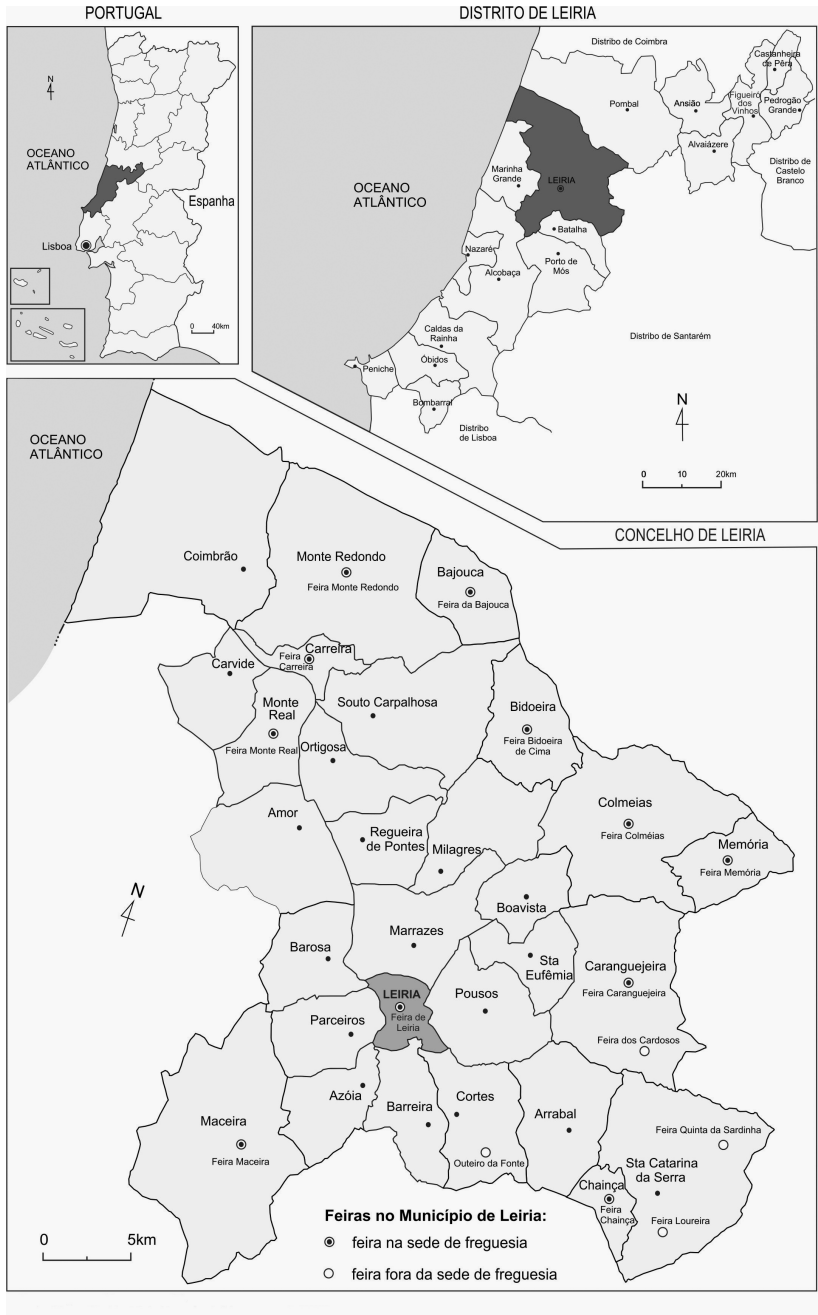 PORTUGAL
N
OCEANO
ATLÂNTICO
Espanha
Lisboa
0 40km
DISTRITO DE LEIRIA
Distribo de Coimbra
Castanheira
de Pêra
Pombal
Ansião
Figueiró
dos
Vinhos
Pedrogão
Grande
Alvaiázere
Distribo de
Castelo
Branco
Marinha
Grande
LEIRIA
OCEANO
ATLÂNTICO
Batalha
Nazaré
Porto de
Mós
Alcobaça
Caldas da
Rainha
Distribo de Santarém
Óbidos
Peniche
Bombarral
Distribo
de Lisboa
N
0 10 20km
CONCELHO DE LEIRIA
OCEANO
ATLÂNTICO
Coimbrão
Monte Redondo
Feira Monte Redondo
Bajouca
Feira da Bajouca
Carreira
Feira
Carreira
Carvide
Monte
Real
Feira Monte Real
Souto Carpalhosa
Ortigosa
Bidoeira
Feira Bidoeira
de Cima
Colmeias
Feira Colméias
Amor
Regueira
de Pontes
Milagres
Memória
Feira Memória
N
Boavista
Marrazes
Barosa
Sta
Eufêmia
Caranguejeira
Feira Caranguejeira
LEIRIA
Feira de
Leiria
Pousos
Parceiros
Feira dos Cardosos
Azóia
Barreira
Cortes
Arrabal
Maceira
Feira Maceira
Feira Quinta da Sardinha
Outeiro da Fonte
Sta Catarina
da Serra
Chainça
Feira
Chainça
Feira Loureira
Feiras no Município de Leiria:
feira na sede de freguesia
feira fora da sede de freguesia
0 5km